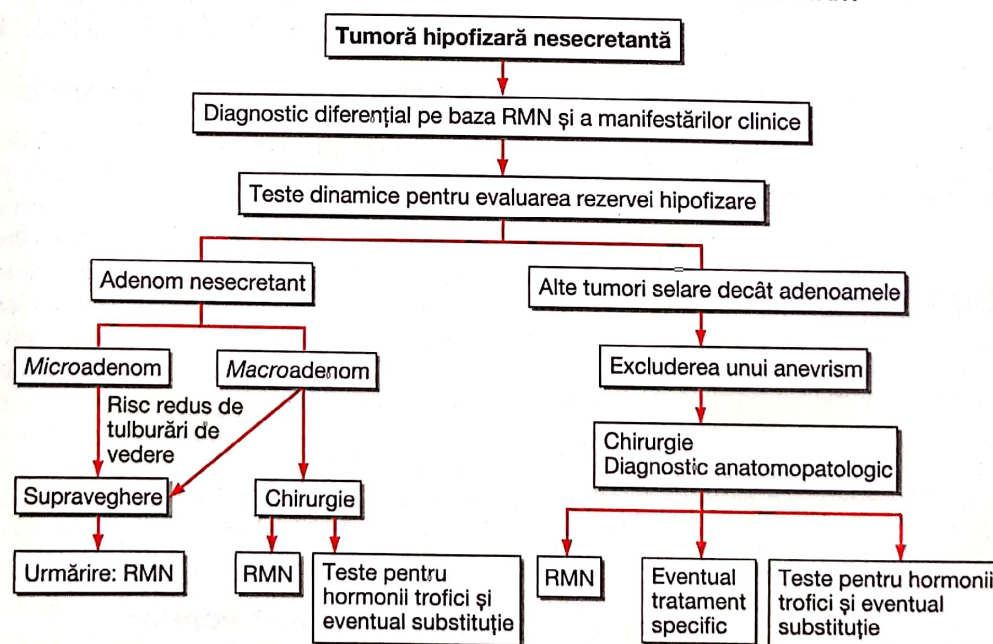 Tumoră hipofizară nesecretantă
Diagnostic diferențial pe baza RMN și a manifestărilor clinice
Teste dinamice pentru evaluarea rezervei hipofizare
Adenom nesecretant
Alte tumori selare decât adenoamele
Microadenom
Macroadenom
Excluderea unui anevrism
Risc redus de
tulburări de
vedere
Chirurgie
Diagnostic anatomopatologic
Supraveghere
Chirurgie
Urmărire: RMN
RMN
Teste pentru
hormonii trofici și
eventual substituție
RMN
Eventual
tratament
specific
Teste pentru hormonii
trofici și eventual
substituție